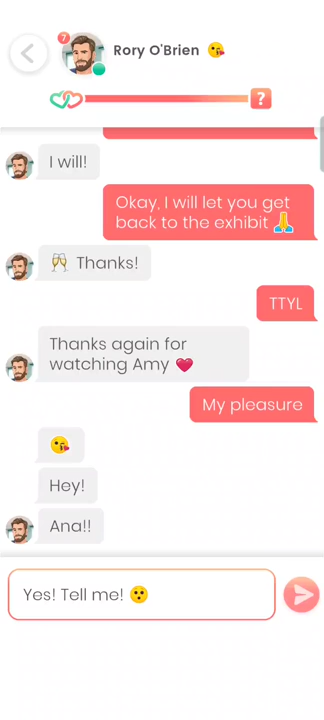 7
Rory O'Brien 😘
?
I will!
Okay, I will let you get
back to the exhibit 🙏
🥂 Thanks!
TTYL
Thanks again for
watching Amy ❤️
My pleasure
😘
Hey!
Ana!!
Yes! Tell me! 😯